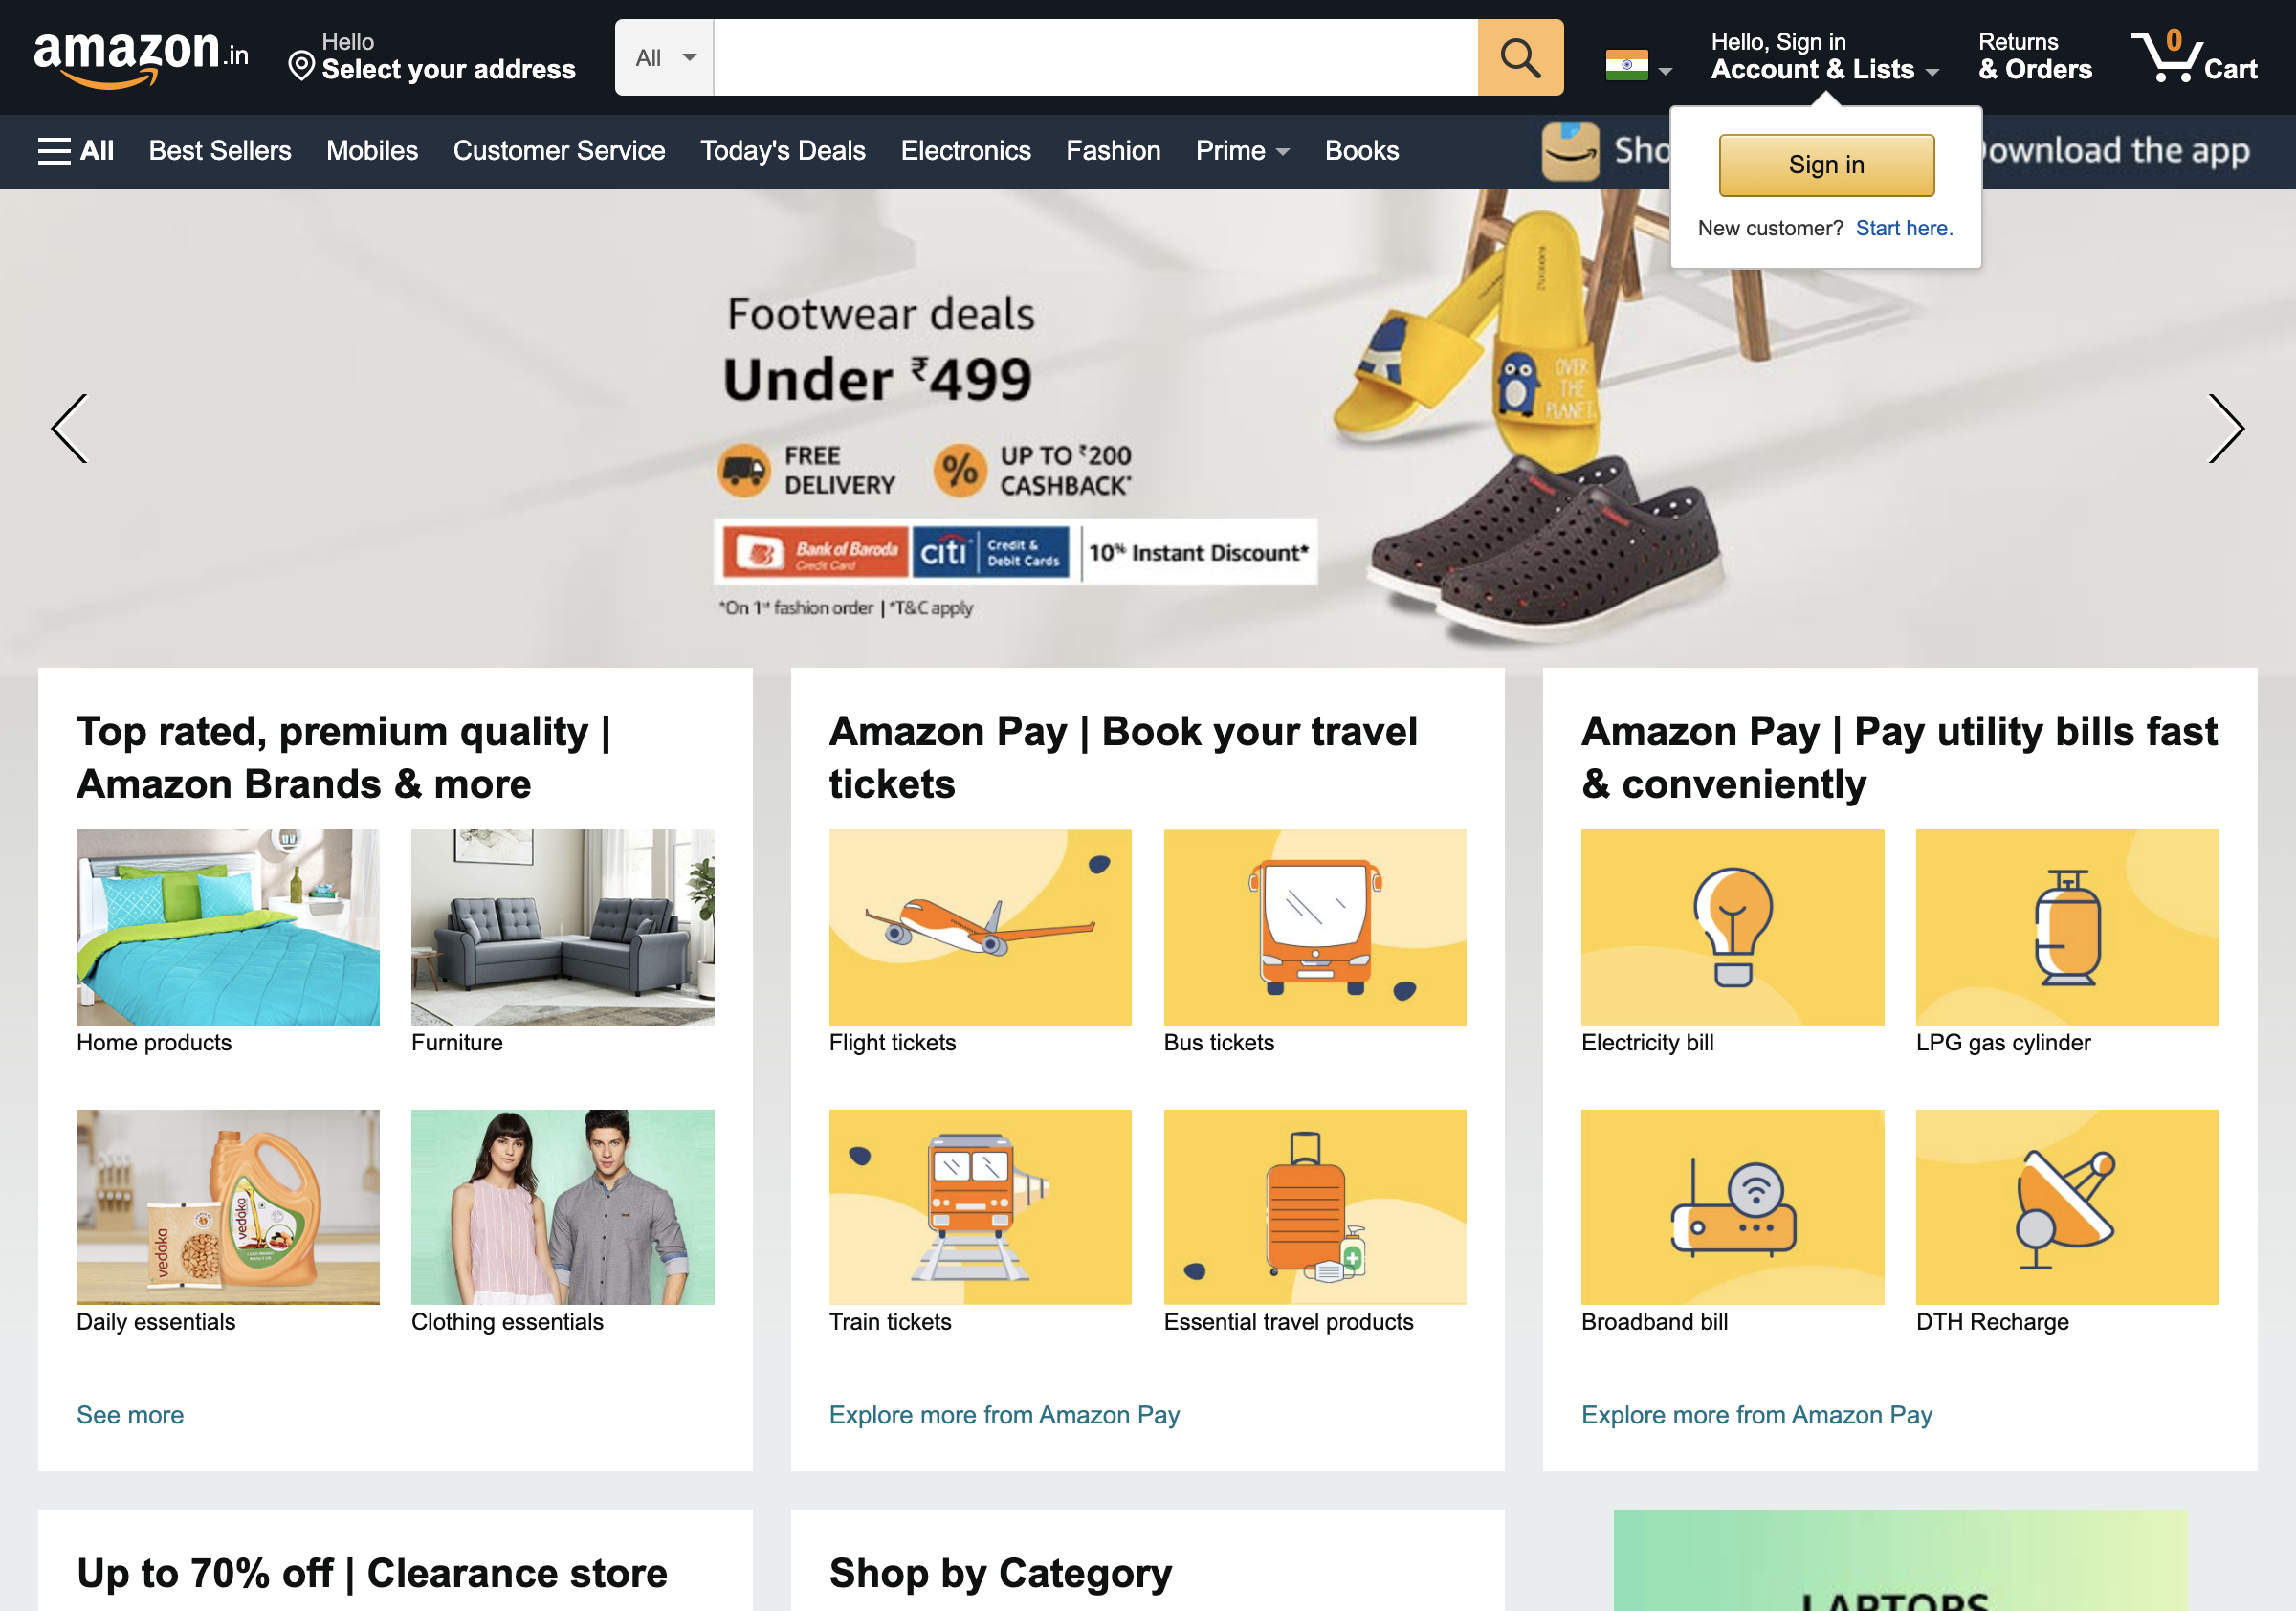 amazon.in
Hello
Select your address
All
Hello, Sign in
Account & Lists
Returns
& Orders
0
Cart
All
Best Sellers
Mobiles
Customer Service
Today's Deals
Electronics
Fashion
Prime
Books
Sho
ownload the app
Sign in
New customer? Start here.
Footwear deals
Under ₹499
FREE
DELIVERY
UP TO ₹200
CASHBACK*
Bank of Baroda
Credit Card
citi
Credit &
Debit Cards
10% Instant Discount*
*On 1st fashion order | *T&C apply
OVER
THE
PLANET.
Top rated, premium quality |
Amazon Brands & more
Home products
Furniture
vedaka
vedaka
Daily essentials
Clothing essentials
See more
Amazon Pay | Book your travel
tickets
Flight tickets
Bus tickets
Train tickets
Essential travel products
Explore more from Amazon Pay
Amazon Pay | Pay utility bills fast
& conveniently
Electricity bill
LPG gas cylinder
Broadband bill
DTH Recharge
Explore more from Amazon Pay
Up to 70% off | Clearance store
Shop by Category
LAPTOPS